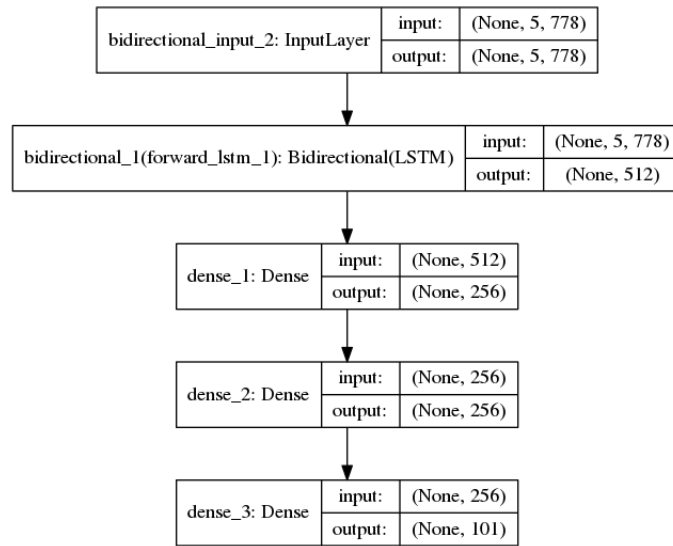 bidirectional_input_2: InputLayer
input: (None, 5, 778)
output: (None, 5, 778)
bidirectional_1(forward_lstm_1): Bidirectional(LSTM)
input: (None, 5, 778)
output: (None, 512)
dense_1: Dense
input: (None, 512)
output: (None, 256)
dense_2: Dense
input: (None, 256)
output: (None, 256)
dense_3: Dense
input: (None, 256)
output: (None, 101)